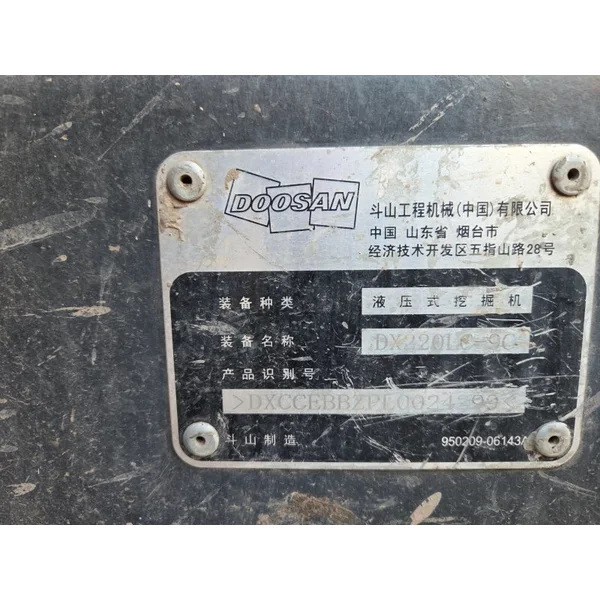 DOOSAN
斗山工程机械(中国)有限公司
中国 山东省 烟台市
经济技术开发区五指山路28号
装备种类 液压式挖掘机
装备名称 DX220LC-9C
产品识别号
斗山制造 950209-06143A